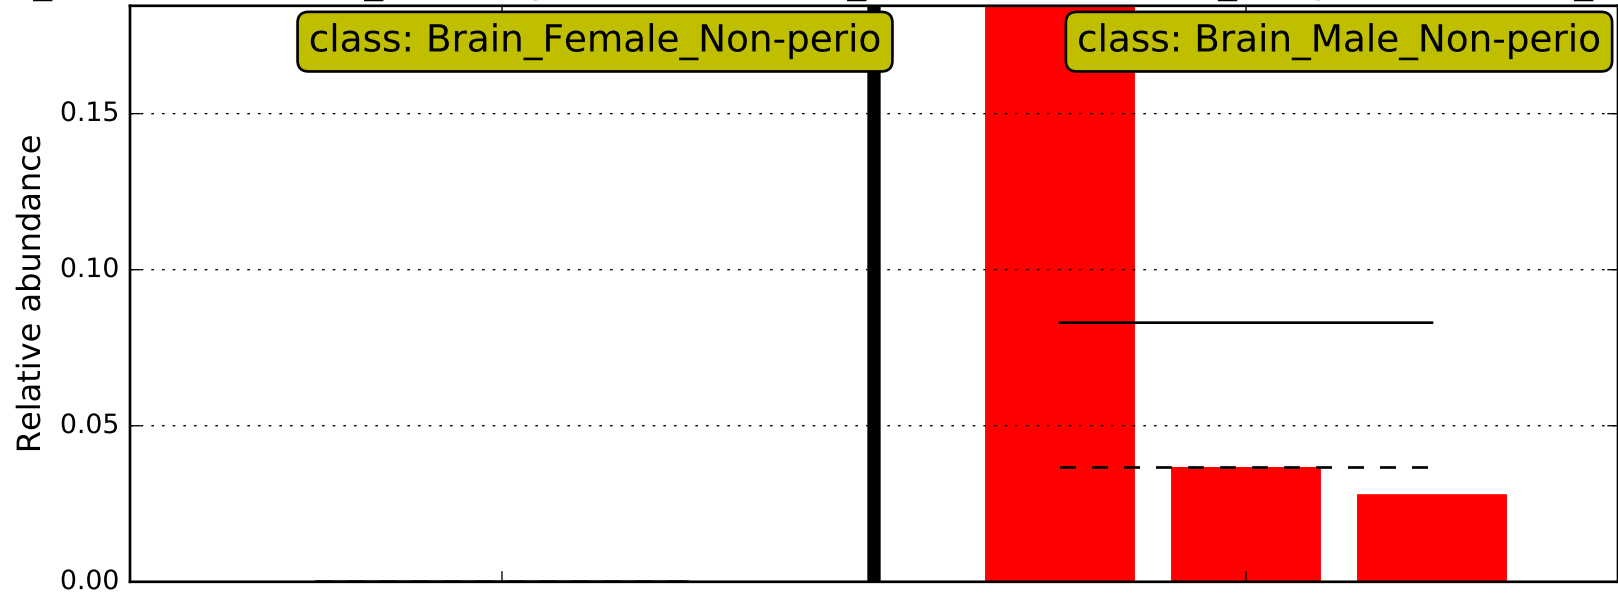 class: Brain_Female_Non-perio
class: Brain_Male_Non-perio
Relative abundance
0.15
0.10
0.05
0.00